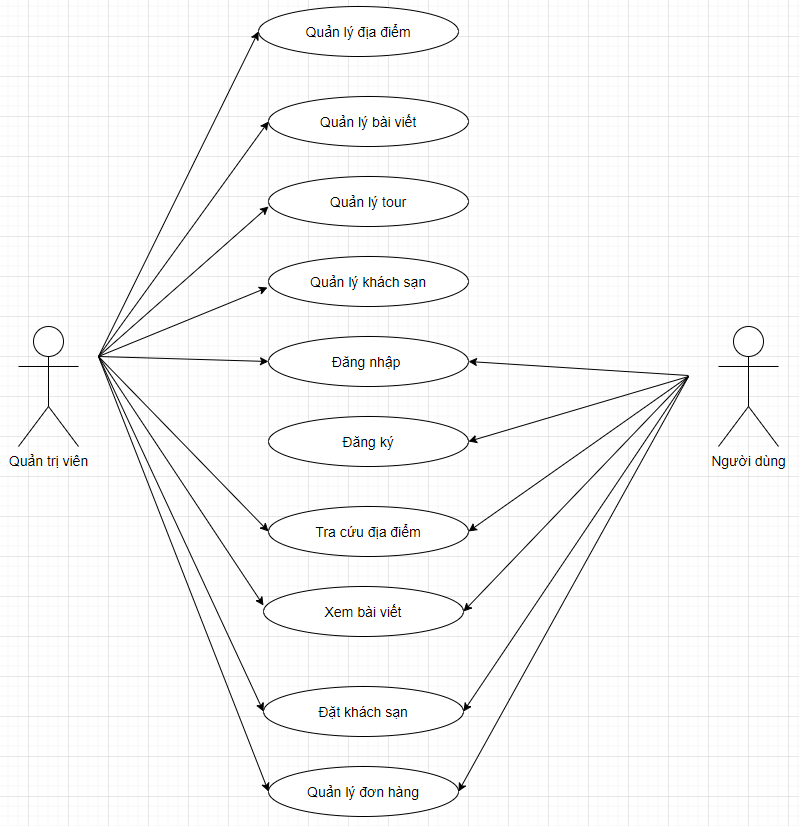 Quản lý địa điểm
Quản lý bài viết
Quản lý tour
Quản lý khách sạn
Đăng nhập
Đăng ký
Quản trị viên
Người dùng
Tra cứu địa điểm
Xem bài viết
Đặt khách sạn
Quản lý đơn hàng